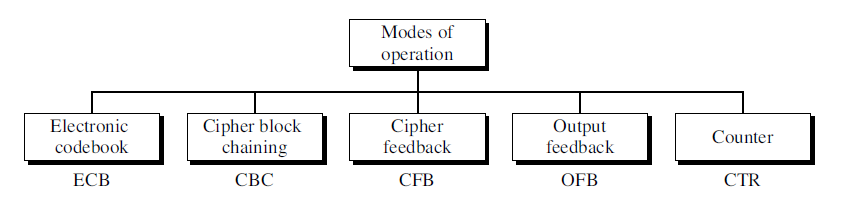 Modes of
operation
Electronic
codebook
Cipher block
chaining
Cipher
feedback
Output
feedback
Counter
ECB
CBC
CFB
OFB
CTR